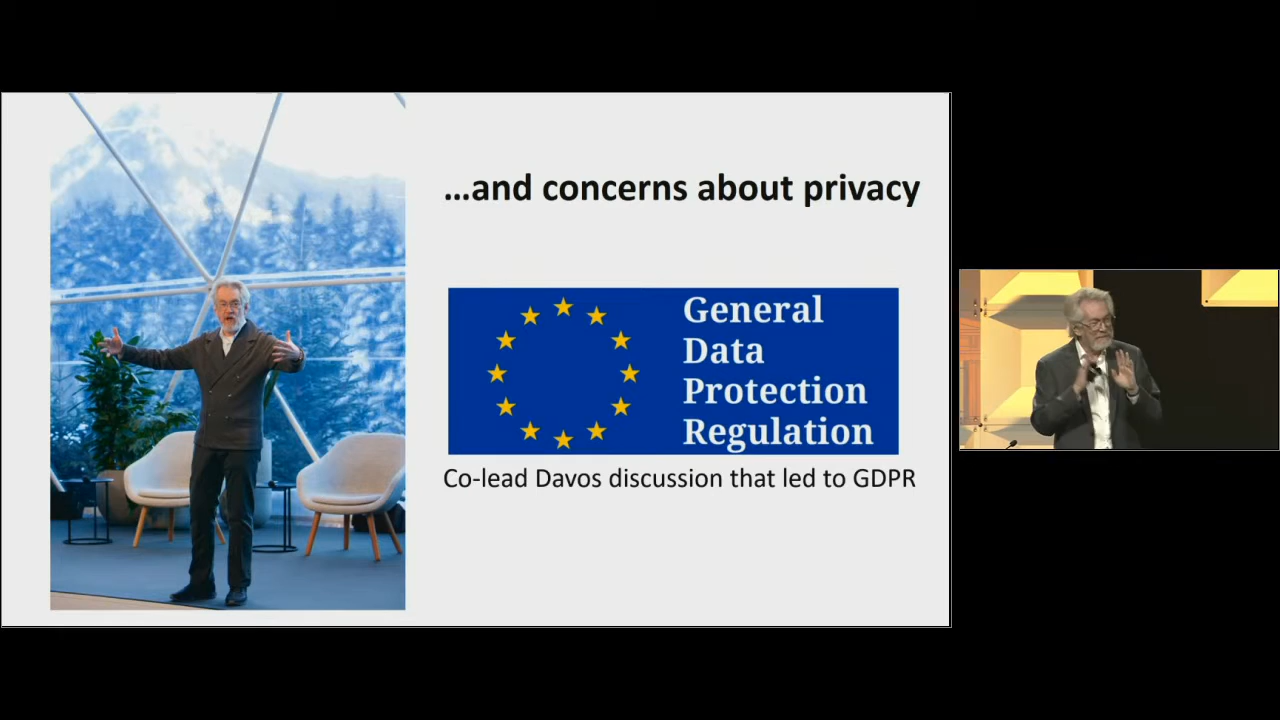 ...and concerns about privacy
General
Data
Protection
Regulation
Co-lead Davos discussion that led to GDPR